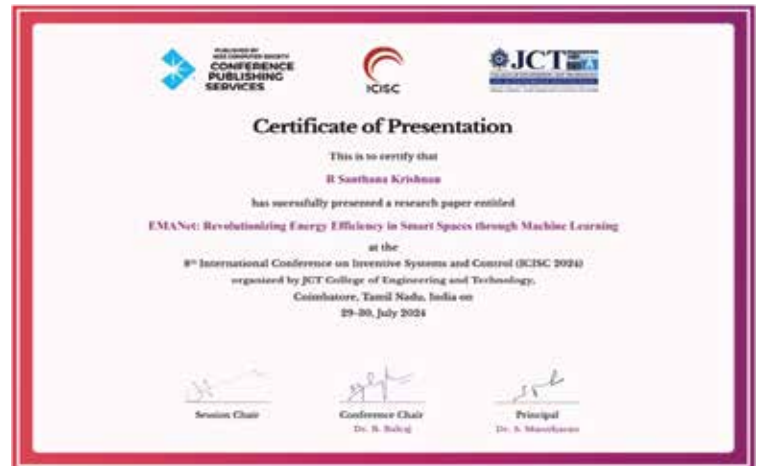 PUBLISHED BY
IEEE COMPUTER SOCIETY
CONFERENCE
PUBLISHING
SERVICES
ICISC
JCT
Certificate of Presentation
This is to certify that
R Santhana Krishnan
has sucessfully presented a research paper entitled
EMANet: Revolutionizing Energy Efficiency in Smart Spaces through Machine Learning
at the
8th International Conference on Inventive Systems and Control (ICISC 2024)
organized by JCT College of Engineering and Technology,
Coimbatore, Tamil Nadu, India on
29-30, July 2024
Session Chair
Conference Chair
Principal
Dr. S. Manoharan